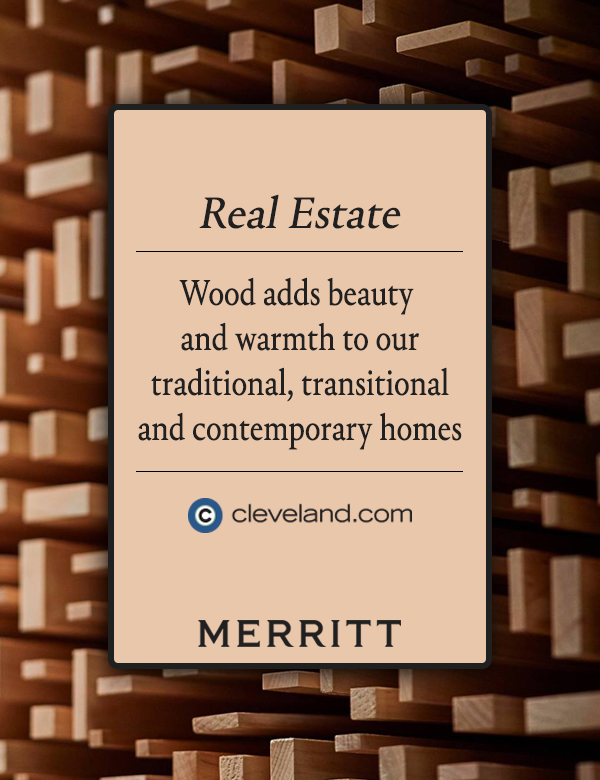 Real Estate
Wood adds beauty
and warmth to our
traditional, transitional
and contemporary homes
c cleveland.com
MERRITT